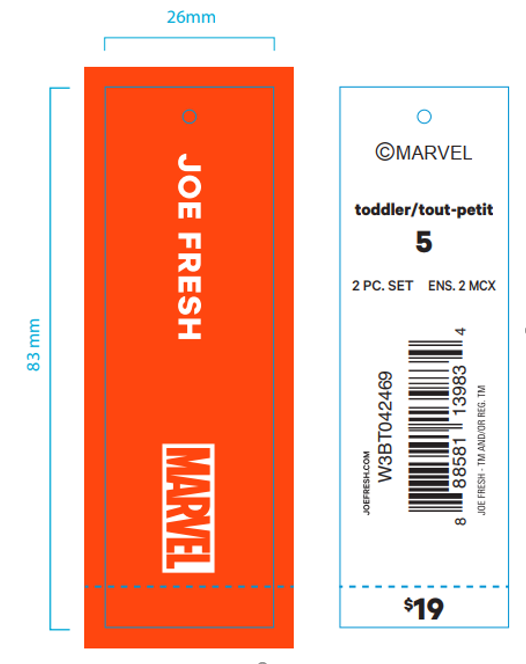 26mm
83 mm
JOE FRESH
MARVEL
©MARVEL
toddler/tout-petit
5
2 PC. SET ENS. 2 MCX
JOEFRESH.COM
W3BT042469
8 88581 13983 4
JOE FRESH - TM AND/OR REG. TM
$19